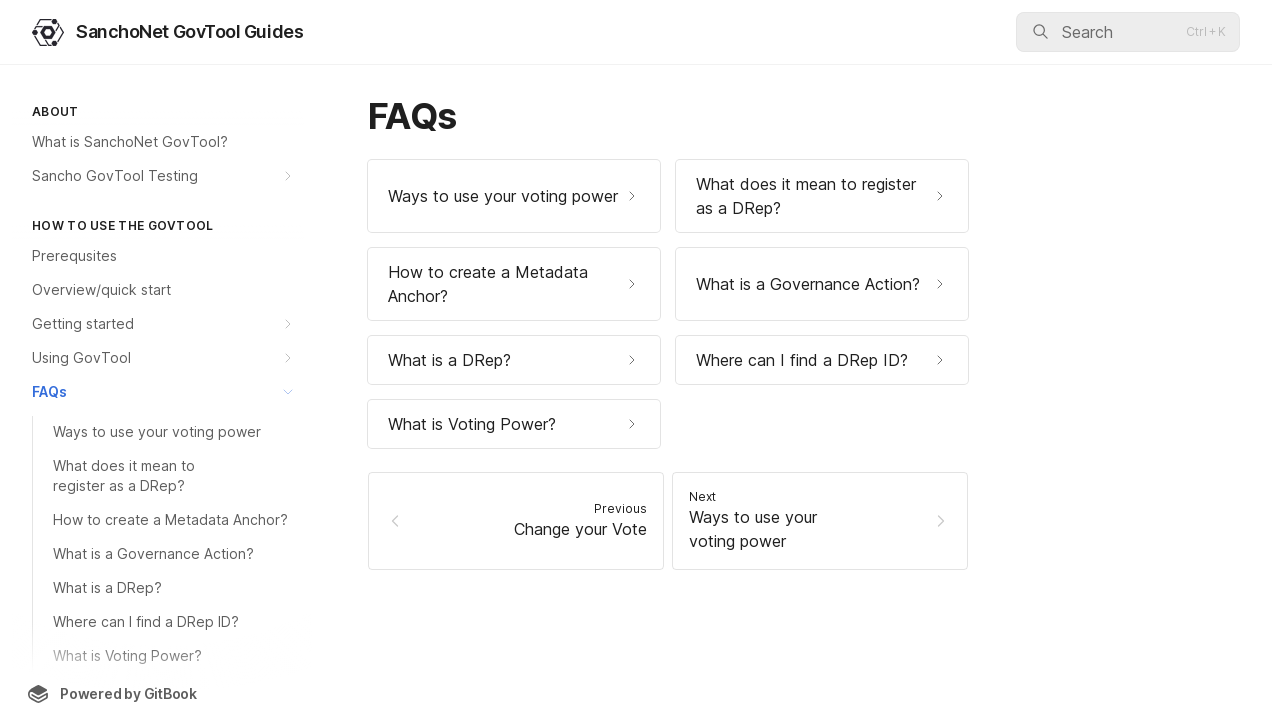 SanchoNet GovTool Guides
Search
Ctrl + K
ABOUT
What is SanchoNet GovTool?
Sancho GovTool Testing
HOW TO USE THE GOVTOOL
Prerequsites
Overview/quick start
Getting started
Using GovTool
FAQs
Ways to use your voting power
What does it mean to
register as a DRep?
How to create a Metadata Anchor?
What is a Governance Action?
What is a DRep?
Where can I find a DRep ID?
What is Voting Power?
Powered by GitBook
FAQs
Ways to use your voting power
What does it mean to register
as a DRep?
How to create a Metadata
Anchor?
What is a Governance Action?
What is a DRep?
Where can I find a DRep ID?
What is Voting Power?
Previous
Change your Vote
Next
Ways to use your
voting power